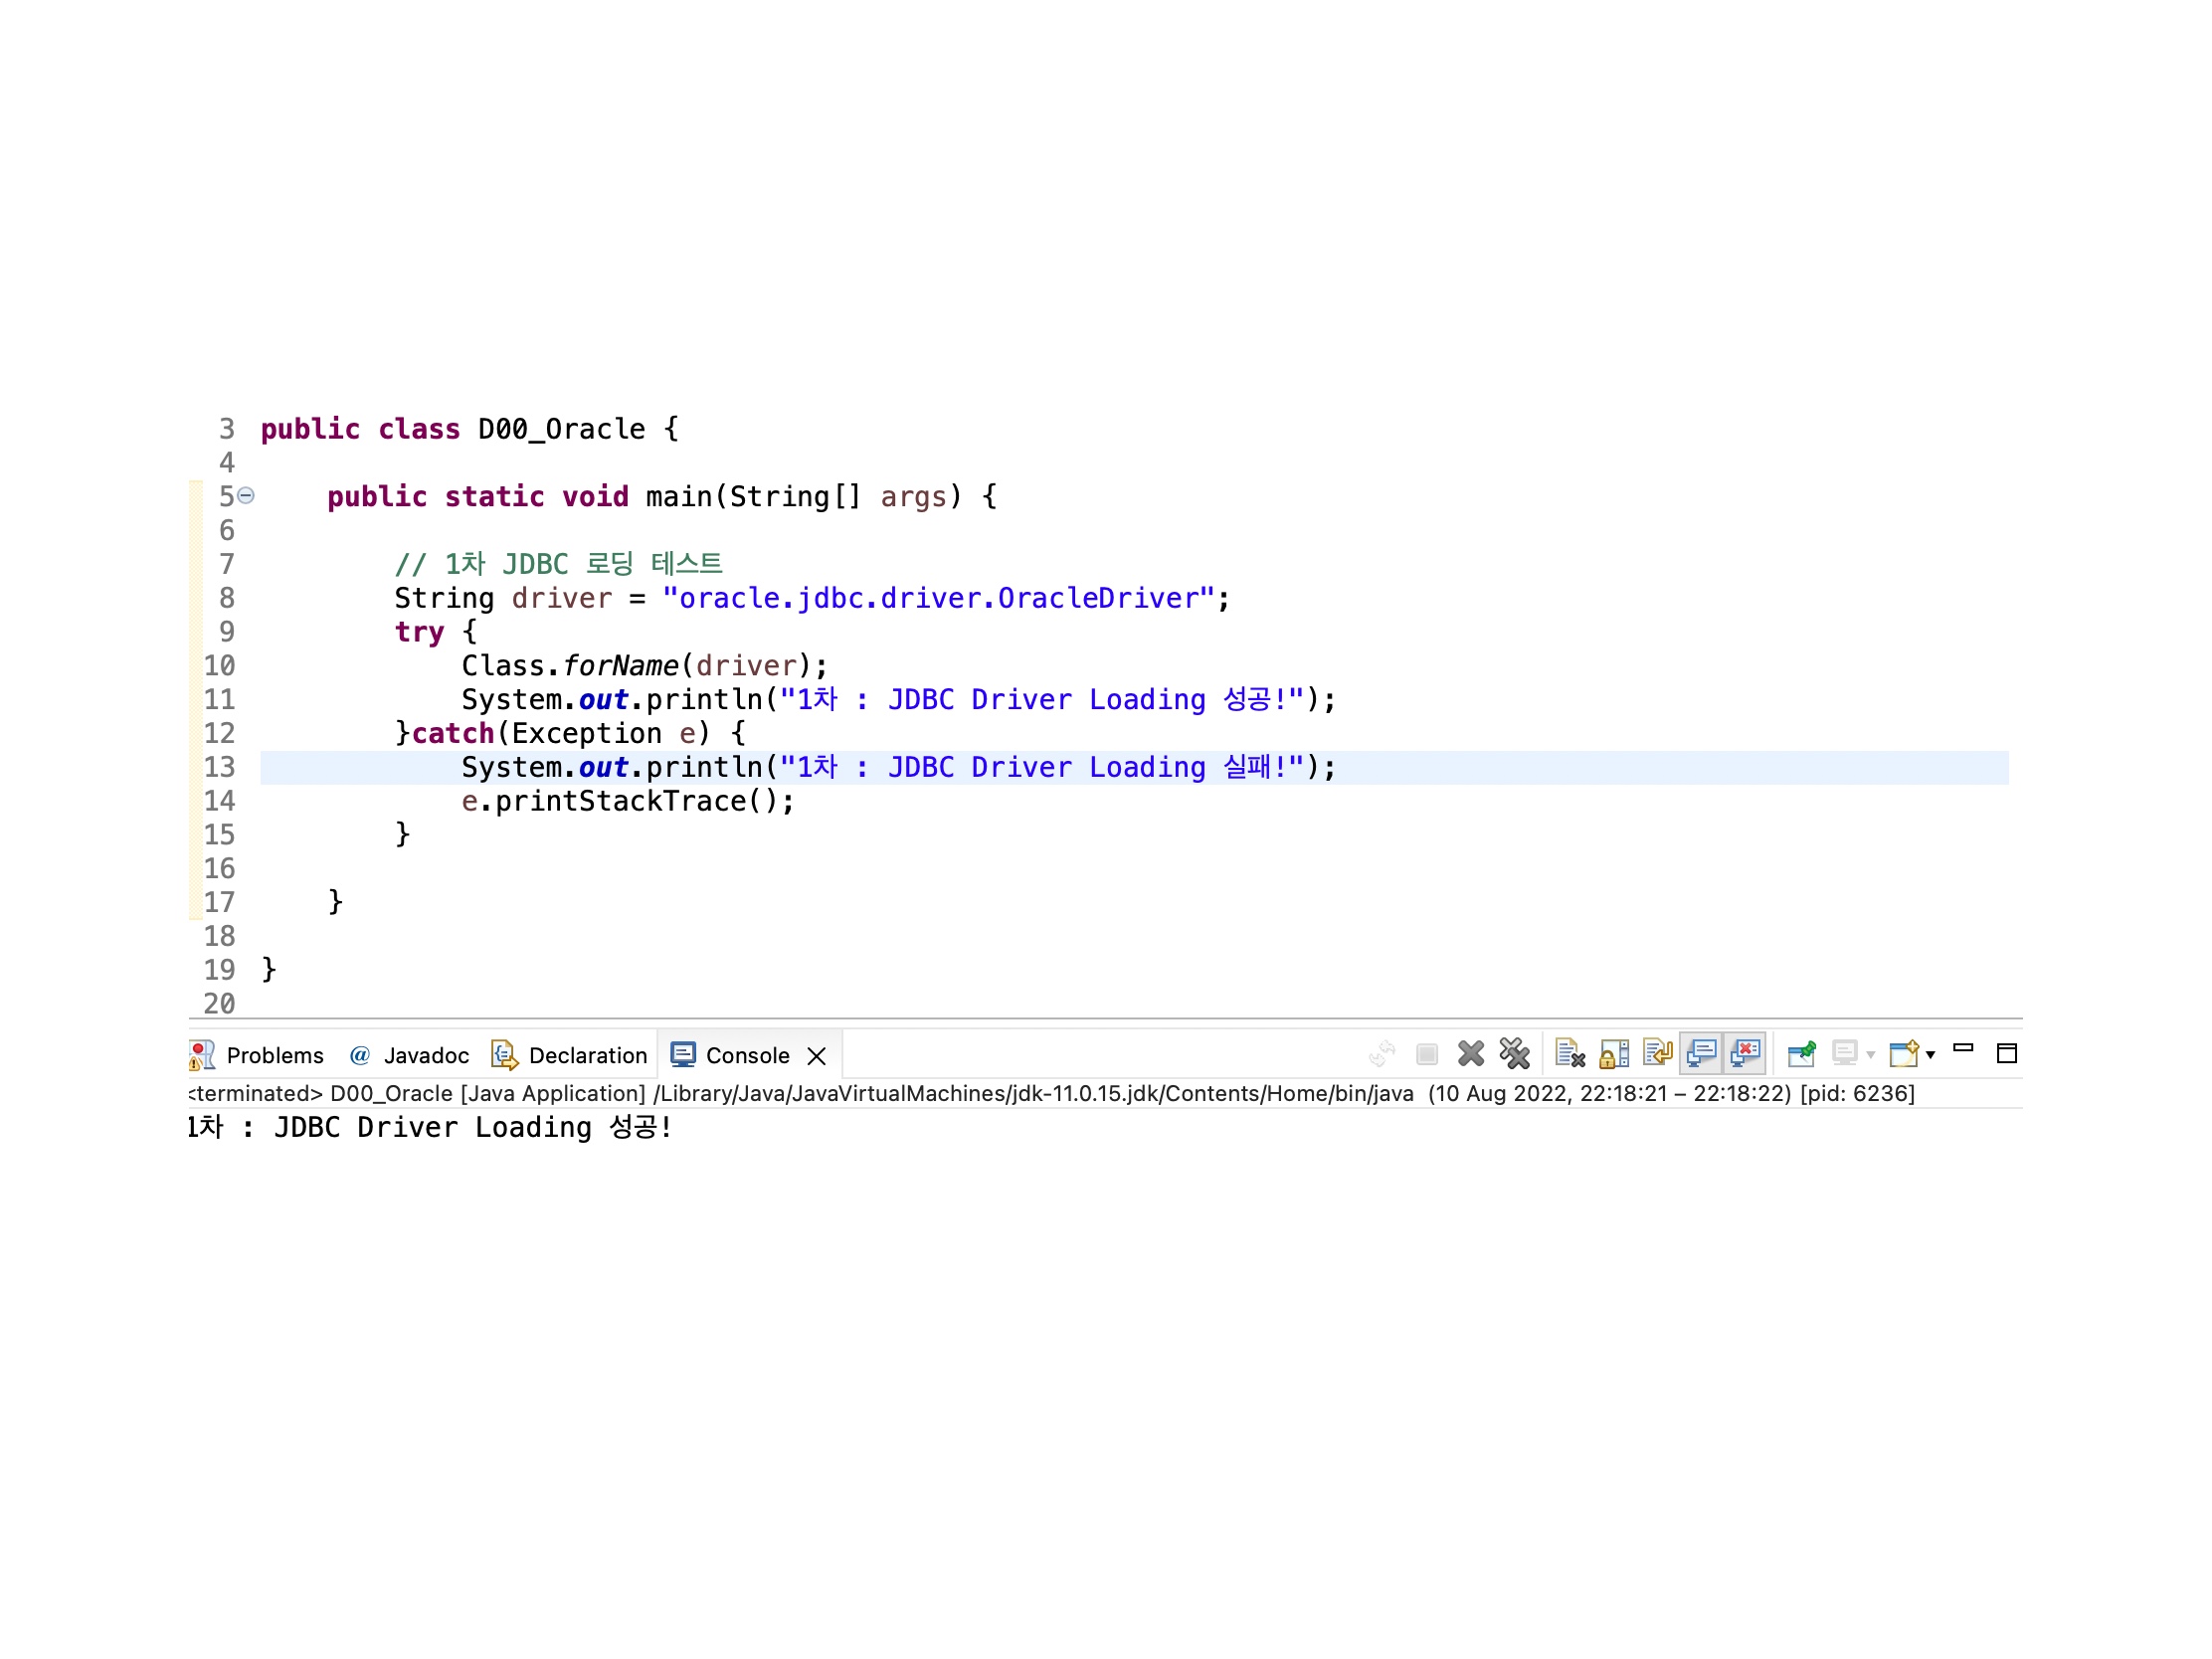 3 public class D00_Oracle {
4
5 public static void main(String[] args) {
6
7 // 1차 JDBC 로딩 테스트
8 String driver = "oracle.jdbc.driver.OracleDriver";
9 try {
10 Class.forName(driver);
11 System.out.println("1차 : JDBC Driver Loading 성공!");
12 }catch(Exception e) {
13 System.out.println("1차 : JDBC Driver Loading 실패!");
14 e.printStackTrace();
15 }
16
17 }
18
19 }
20
Problems @ Javadoc Declaration Console
<terminated> D00_Oracle [Java Application] /Library/Java/JavaVirtualMachines/jdk-11.0.15.jdk/Contents/Home/bin/java (10 Aug 2022, 22:18:21 – 22:18:22) [pid: 6236]
1차 : JDBC Driver Loading 성공!